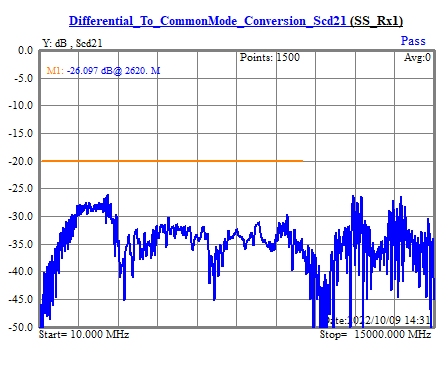 Differential_To_CommonMode_Conversion_Scd21 (SS_Rx1)
Y: dB , Scd21
Pass
Points: 1500
Avg:0
M1: -26.097 dB@ 2620. M
0.0
-5.0
-10.0
-15.0
-20.0
-25.0
-30.0
-35.0
-40.0
-45.0
-50.0
Date:2022/10/09 14:31
Start= 10.000 MHz
Stop= 15000.000 MHz